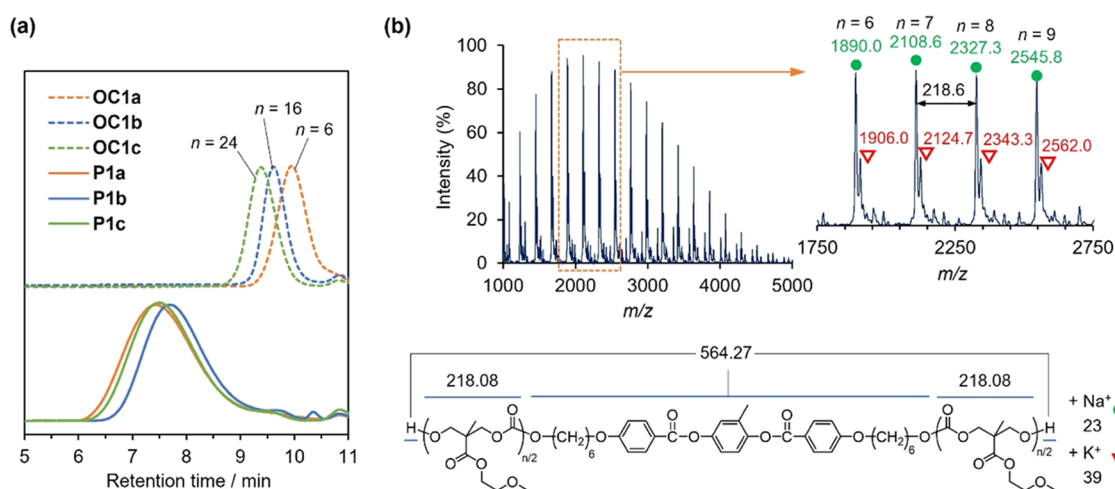 (a)
OC1a
OC1b
OC1c
P1a
P1b
P1c
n = 24
n = 16
n = 6
5 6 7 8 9 10 11
Retention time / min
(b)
Intensity (%)
100
80
60
40
20
0
1000 2000 3000 4000 5000
m/z
n = 6 n = 7 n = 8 n = 9
1890.0 2108.6 2327.3 2545.8
218.6
1906.0 2124.7 2343.3 2562.0
1750 2250 2750
m/z
564.27
218.08 218.08
H O O O O CH2 6 O O O O O O CH2 6 O O O O H
n/2 n/2
O O O O O O
+ Na+
23
+ K+
39